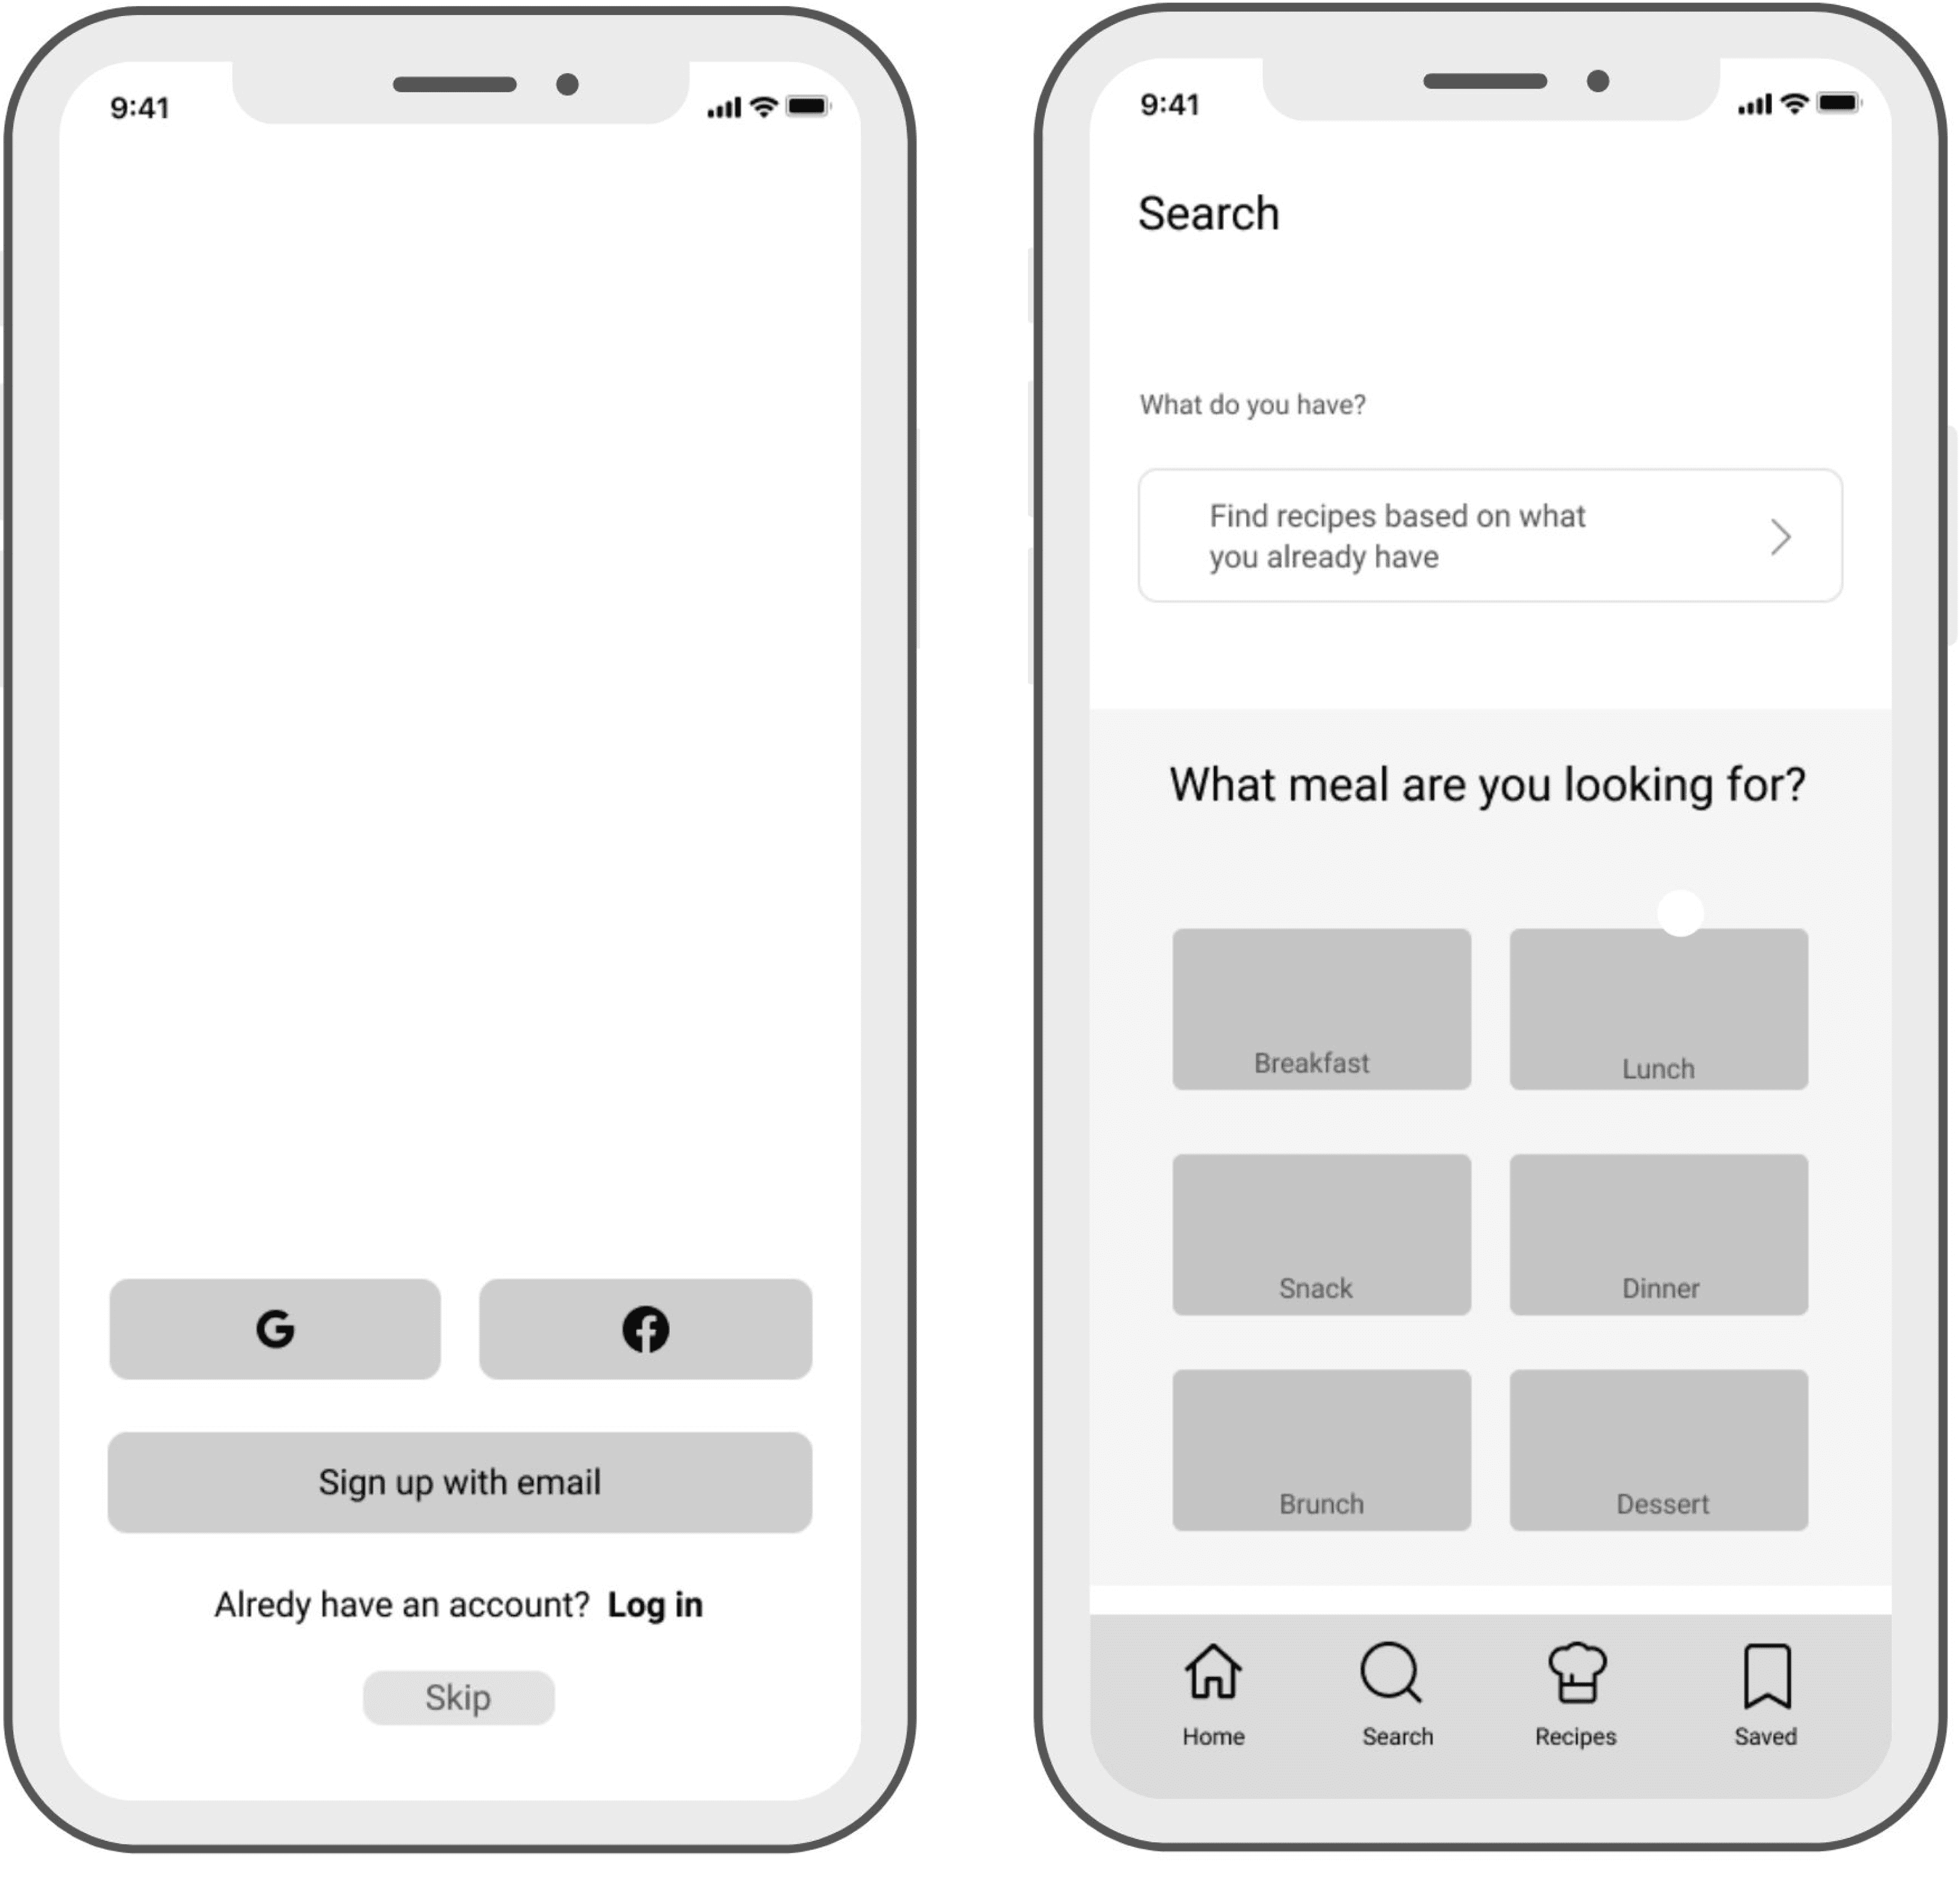 9:41
G
f
Sign up with email
Alredy have an account? Log in
Skip
9:41
Search
What do you have?
Find recipes based on what
you already have
What meal are you looking for?
Breakfast Lunch
Snack Dinner
Brunch Dessert
Home Search Recipes Saved